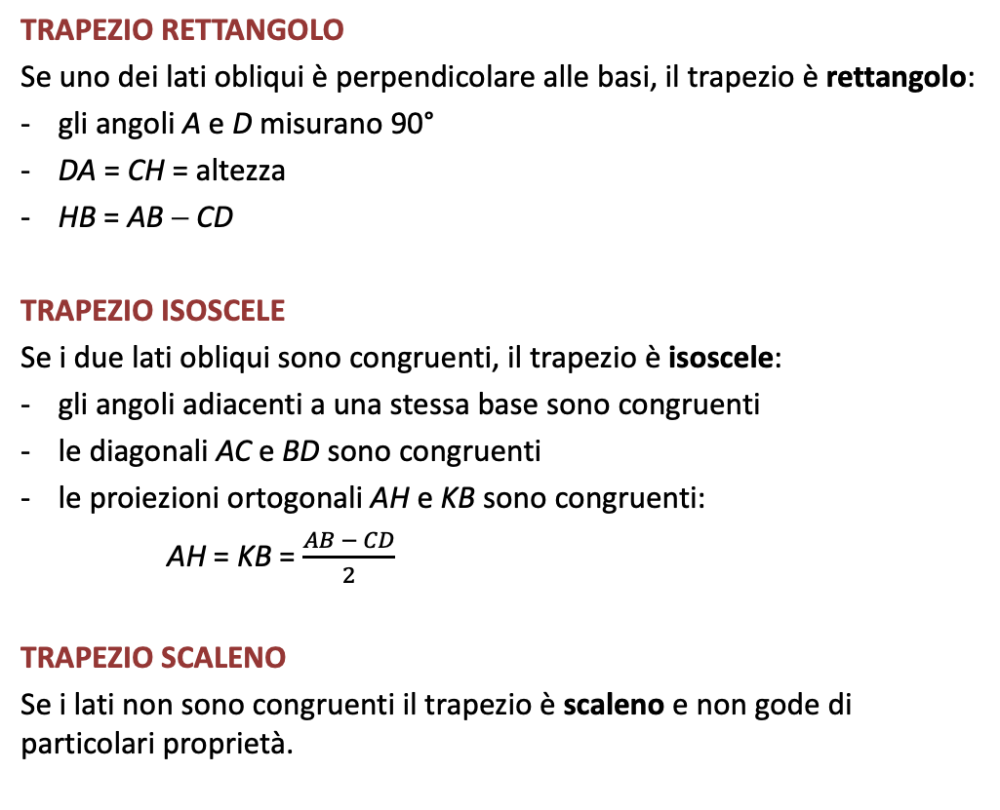 TRAPEZIO RETTANGOLO
Se uno dei lati obliqui è perpendicolare alle basi, il trapezio è rettangolo:
- gli angoli A e D misurano 90°
- DA = CH = altezza
- HB = AB – CD
TRAPEZIO ISOSCELE
Se i due lati obliqui sono congruenti, il trapezio è isoscele:
- gli angoli adiacenti a una stessa base sono congruenti
- le diagonali AC e BD sono congruenti
- le proiezioni ortogonali AH e KB sono congruenti:
AH = KB = (AB − CD)/2
TRAPEZIO SCALENO
Se i lati non sono congruenti il trapezio è scaleno e non gode di
particolari proprietà.